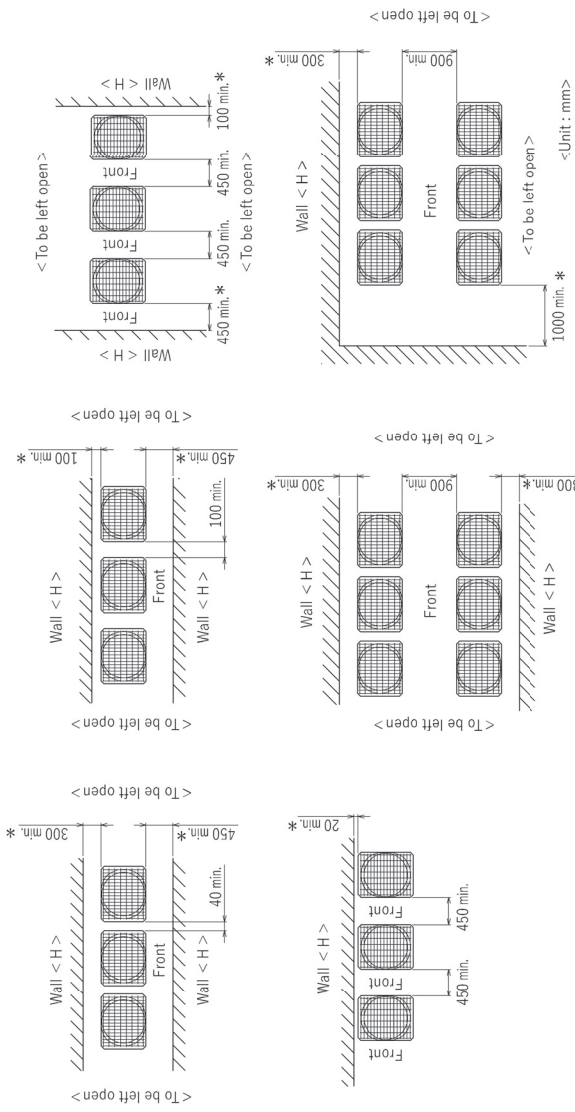 <To be left open>
Wall <H>
Wall <H>
100 min. *
450 min.
450 min.
450 min. *
Front
Front
Front
<To be left open>
<To be left open>
300 min. *
900 min.
Wall <H>
Front
<To be left open>
1000 min. *
<Unit : mm>
<To be left open>
100 min. *
450 min. *
100 min.
Wall <H>
Front
Wall <H>
<To be left open>
<To be left open>
300 min. *
900 min.
Wall <H>
Front
Wall <H>
<To be left open>
<To be left open>
300 min. *
450 min. *
40 min.
Wall <H>
Front
Wall <H>
<To be left open>
20 min. *
Wall <H>
Front
450 min.
Front
450 min.
Front